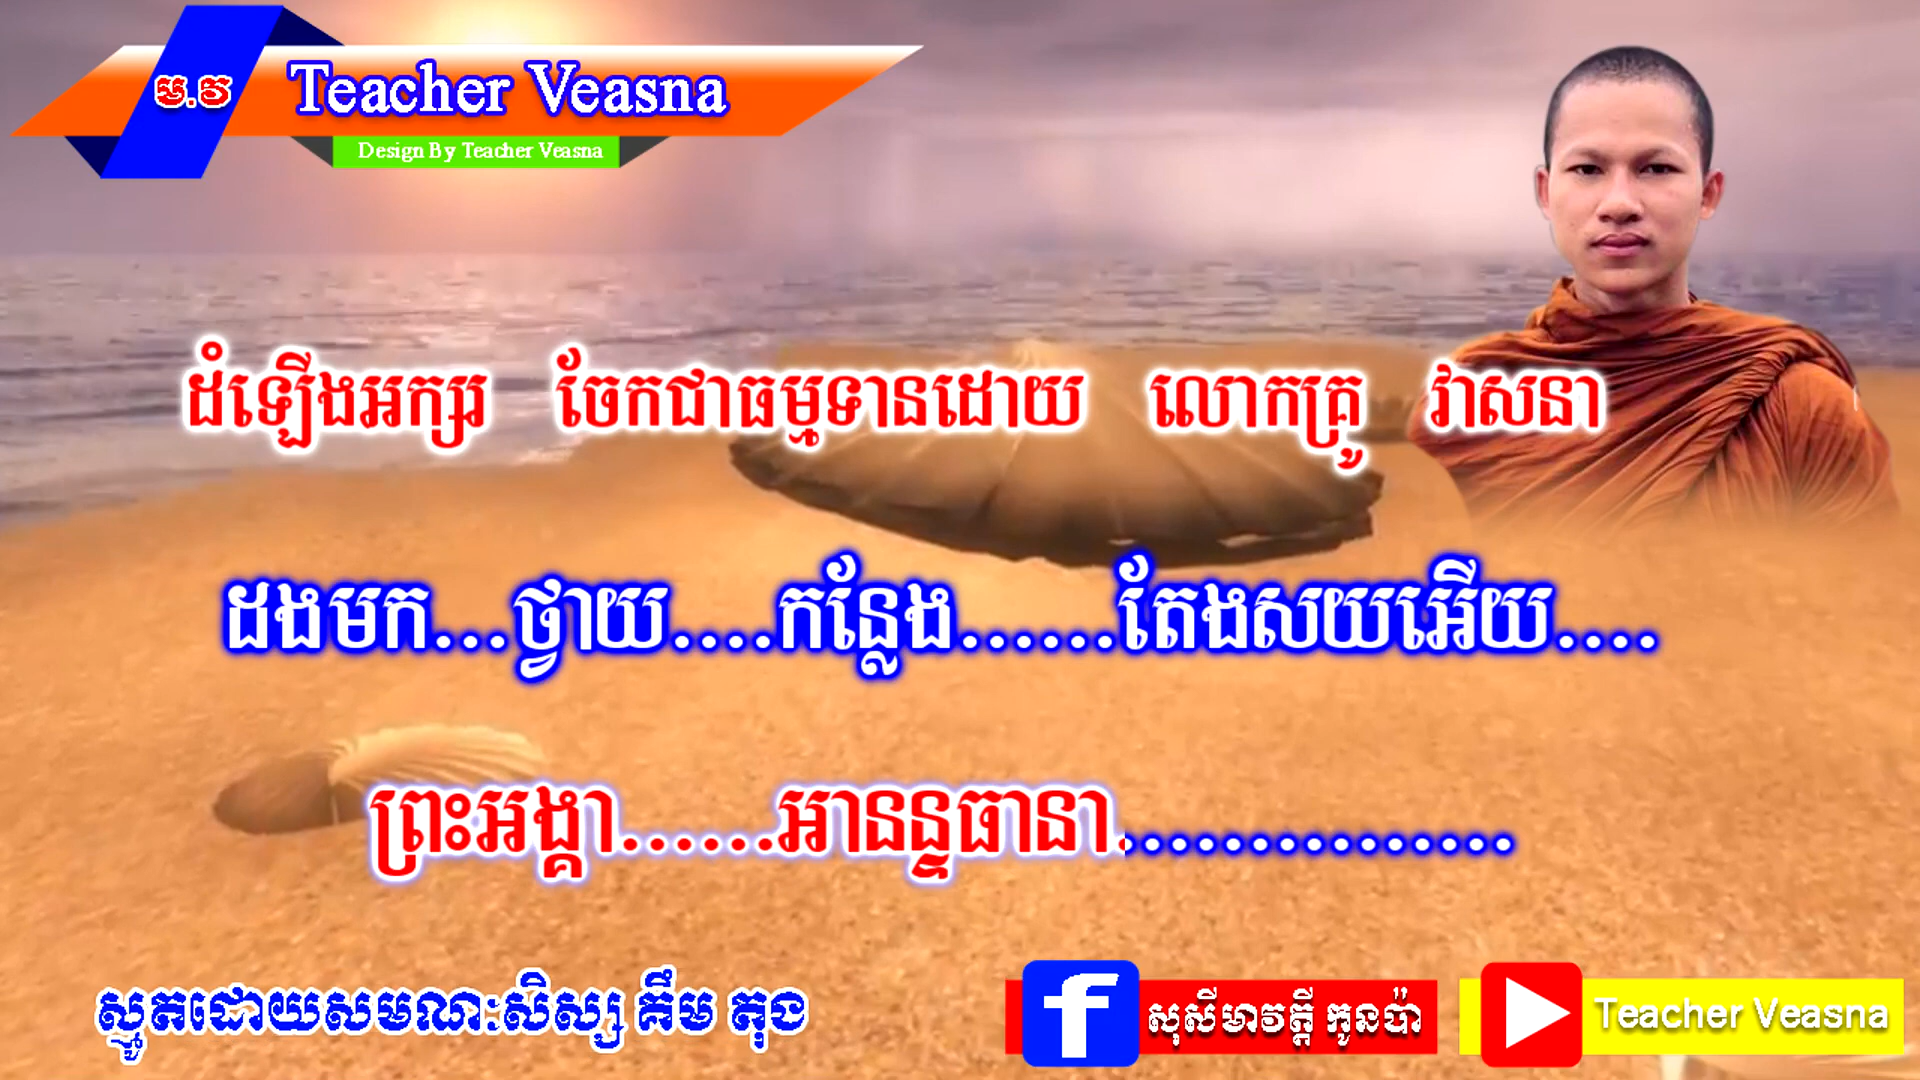 ម.វ Teacher Veasna
Design By Teacher Veasna
ដំឡើងអក្សរ ចែកជាធម្មទានដោយ លោកគ្រូ វាសនា
ដងមក...ថ្វាយ....កន្លែង......តែងសយអើយ....
ព្រះអង្គា......អានន្ទធានា................
ស្មូតដោយសមណៈសិស្ស គឹម តុង
សុសីមាវត្តី កូនប៉ា
Teacher Veasna